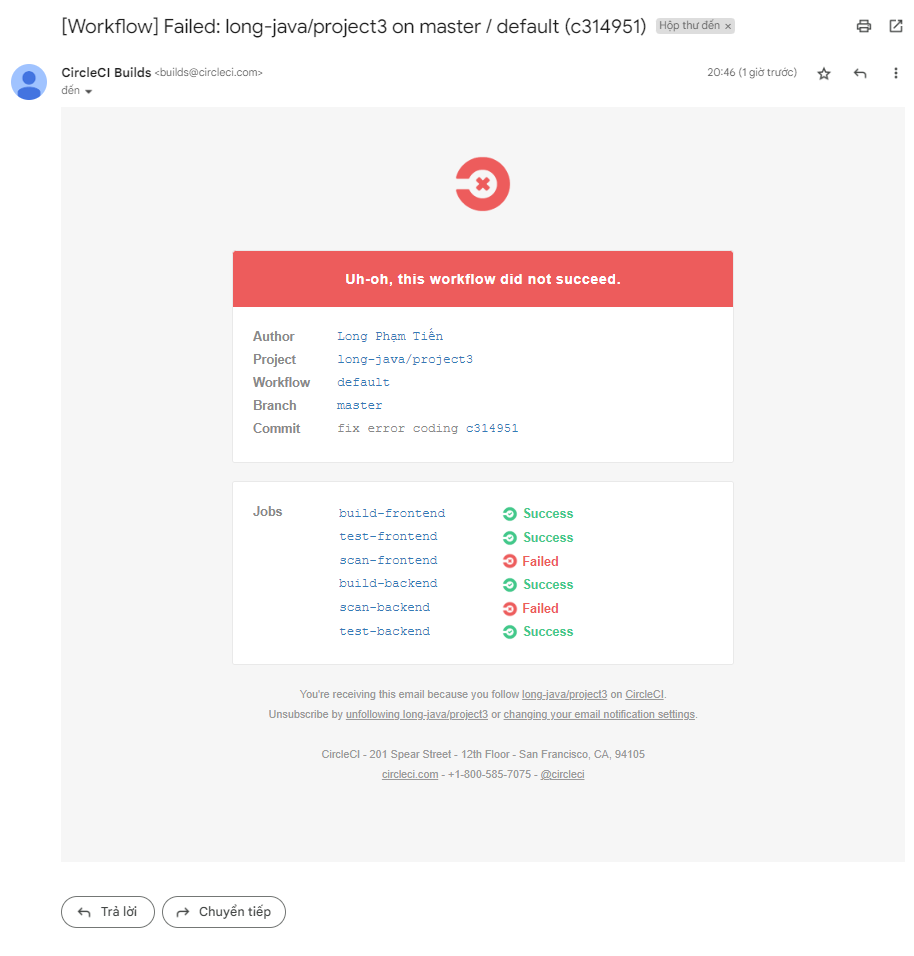 [Workflow] Failed: long-java/project3 on master / default (c314951) Hộp thư đến ×
CircleCI Builds <builds@circleci.com> 20:46 (1 giờ trước)
đến
Uh-oh, this workflow did not succeed.
Author Long Phạm Tiến
Project long-java/project3
Workflow default
Branch master
Commit fix error coding c314951
Jobs build-frontend Success
test-frontend Success
scan-frontend Failed
build-backend Success
scan-backend Failed
test-backend Success
You're receiving this email because you follow long-java/project3 on CircleCI.
Unsubscribe by unfollowing long-java/project3 or changing your email notification settings.
CircleCI - 201 Spear Street - 12th Floor - San Francisco, CA, 94105
circleci.com - +1-800-585-7075 - @circleci
Trả lời Chuyển tiếp